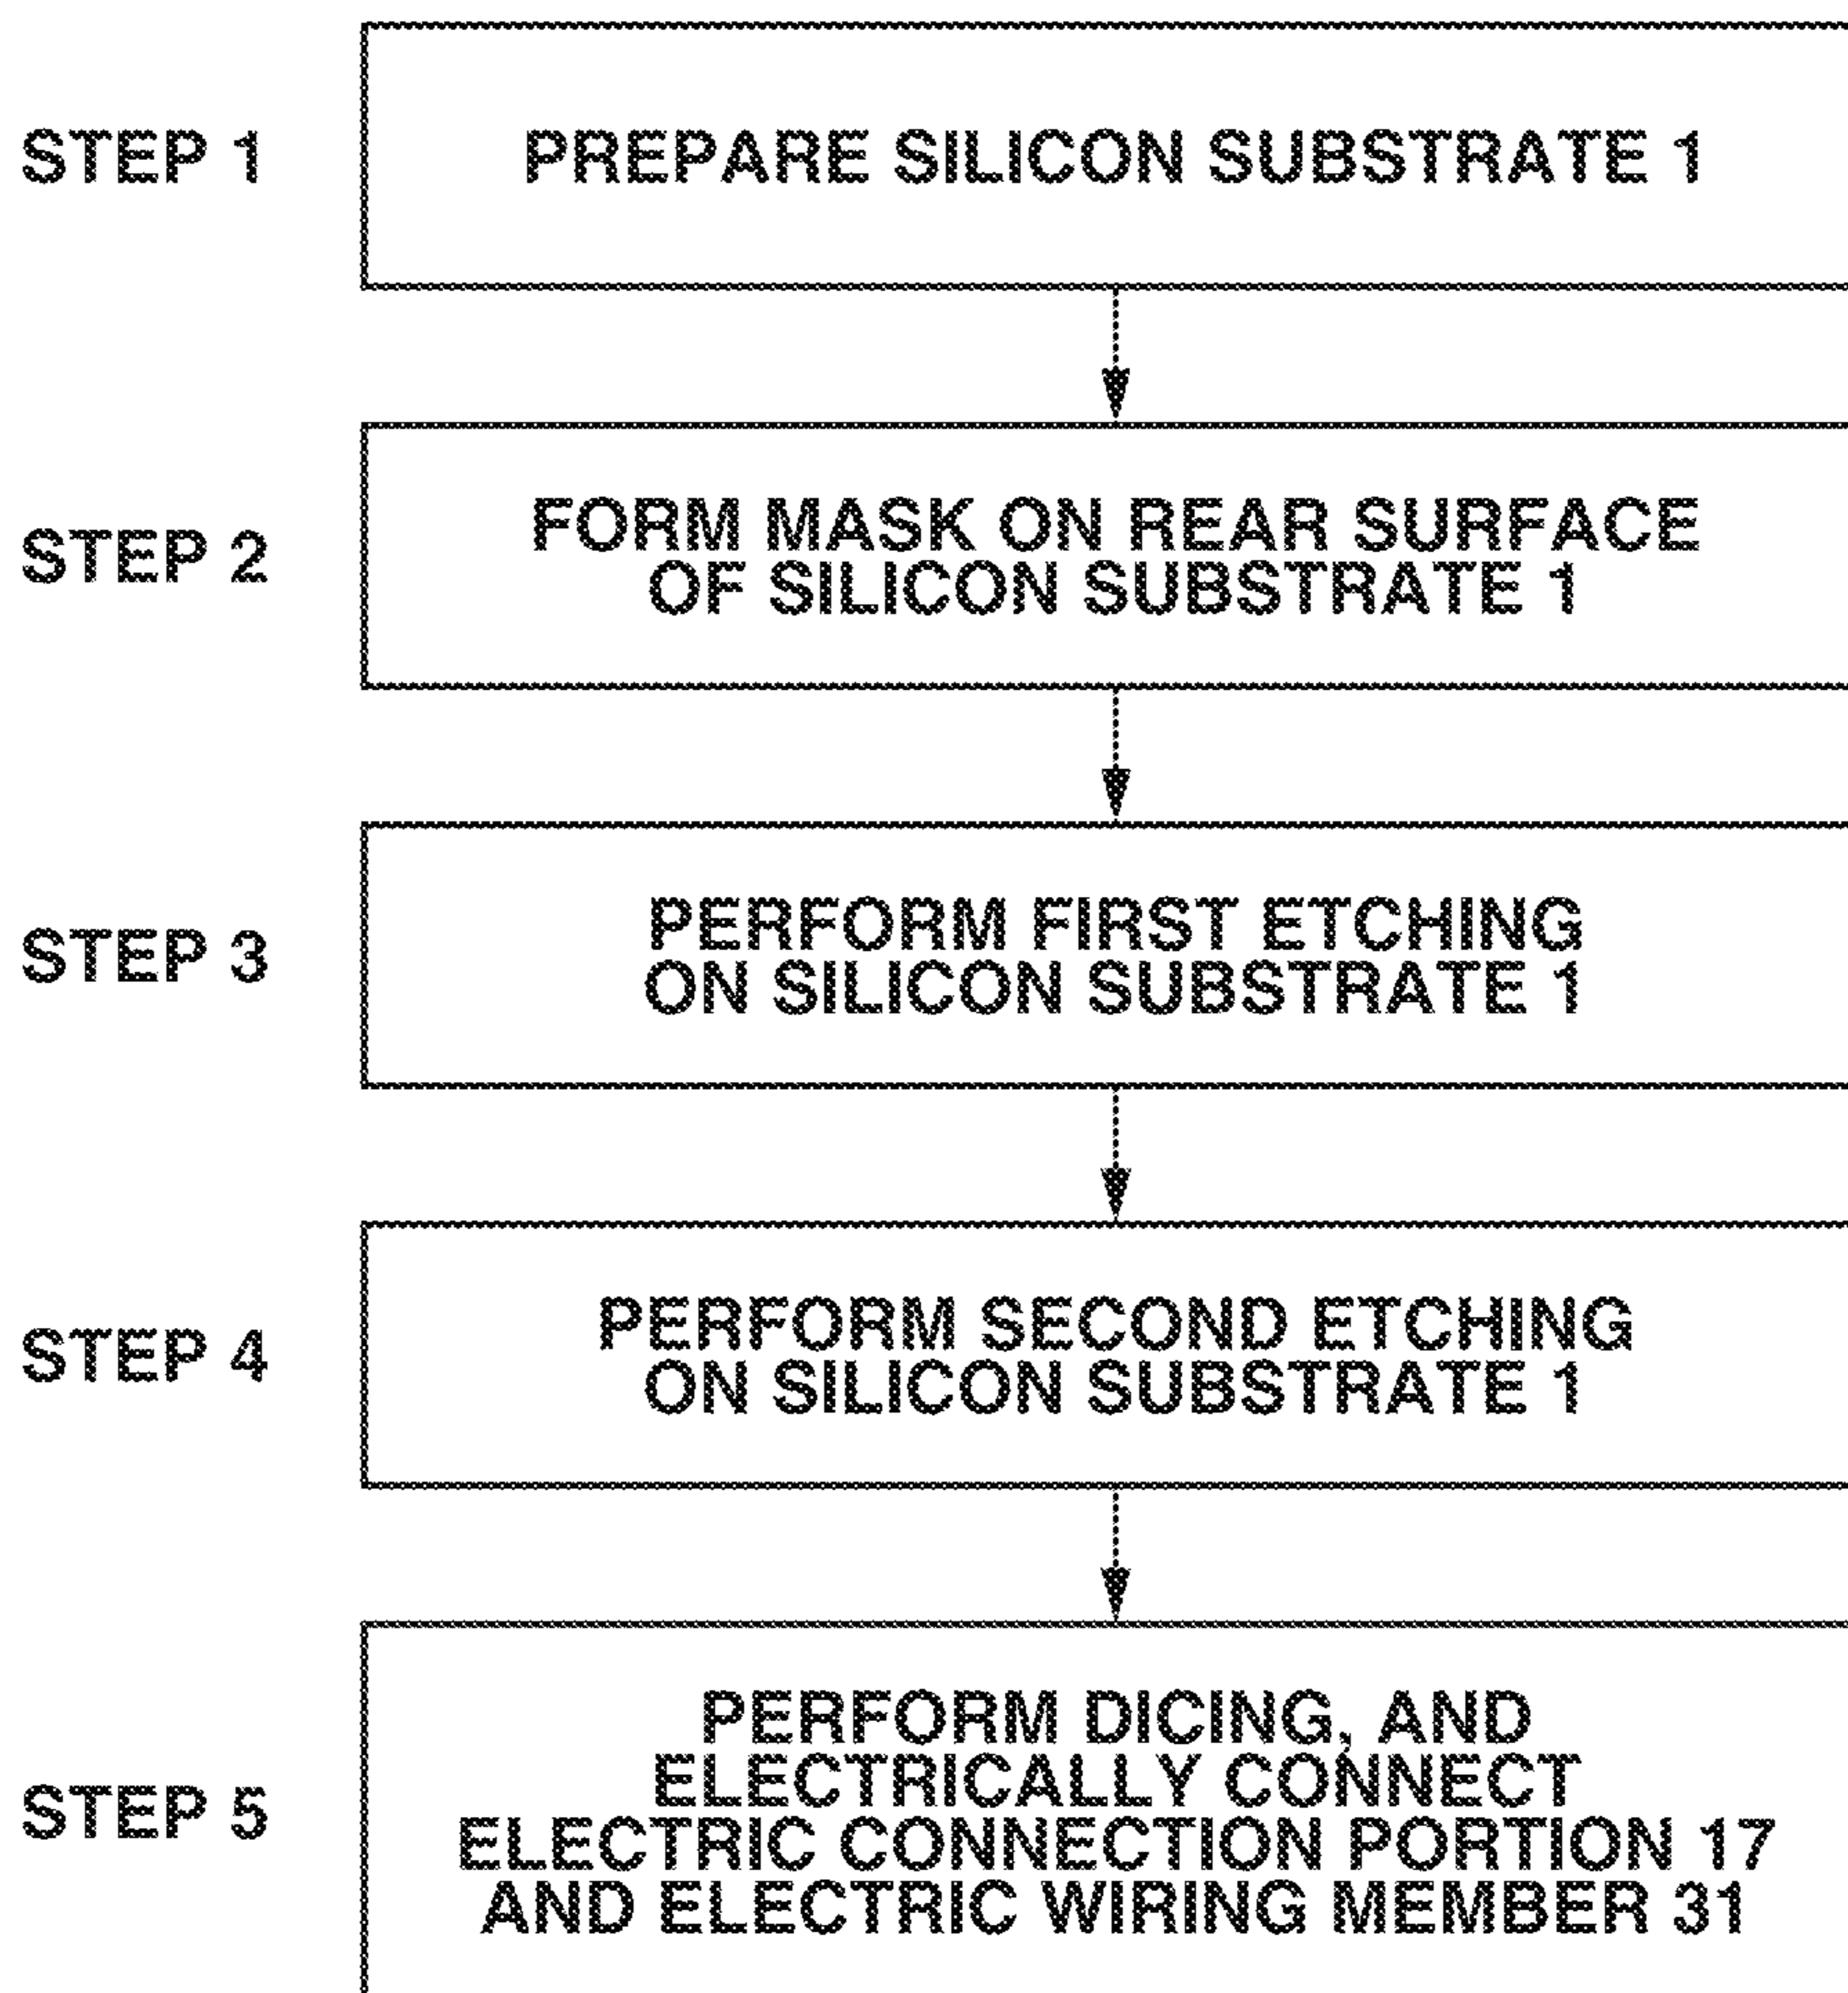 STEP 1
PREPARE SILICON SUBSTRATE 1
STEP 2
FORM MASK ON REAR SURFACE
OF SILICON SUBSTRATE 1
STEP 3
PERFORM FIRST ETCHING
ON SILICON SUBSTRATE 1
STEP 4
PERFORM SECOND ETCHING
ON SILICON SUBSTRATE 1
STEP 5
PERFORM DICING, AND
ELECTRICALLY CONNECT
ELECTRIC CONNECTION PORTION 17
AND ELECTRIC WIRING MEMBER 31